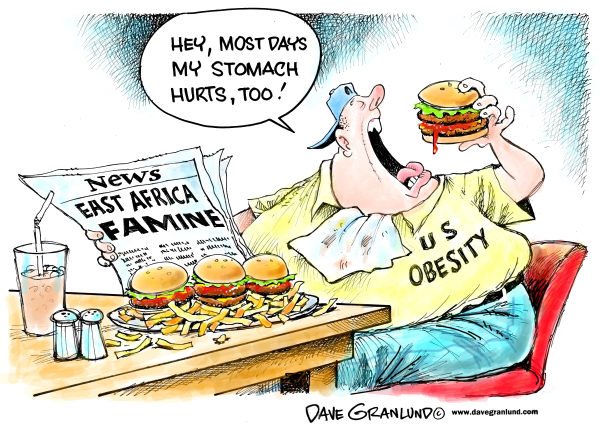 HEY, MOST DAYS
MY STOMACH
HURTS, TOO!
NEWS
EAST AFRICA
FAMINE
U S
OBESITY
DAVE GRANLUND ©
www.davegranlund.com